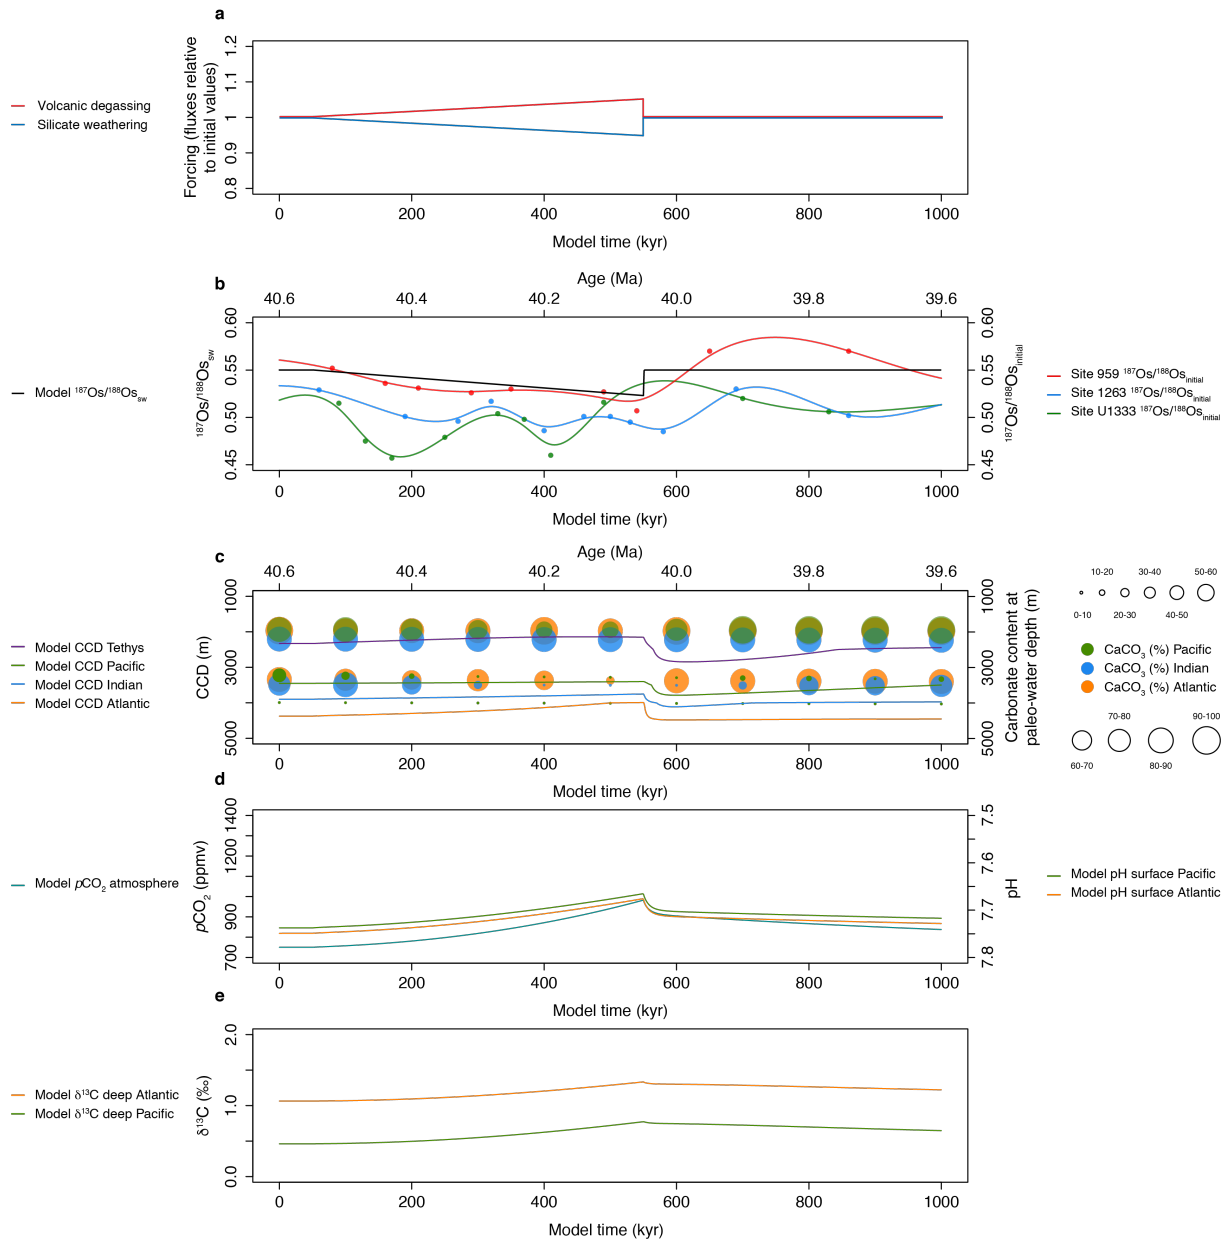 a
Forcing (fluxes relative
to initial values)
0.8
0.9
1
1.1
1.2
Volcanic degassing
Silicate weathering
0 200 400 600 800 1000
Model time (kyr)
b
Age (Ma)
40.6 40.4 40.2 40.0 39.8 39.6
187Os/188Ossw
0.45 0.50 0.55 0.60
Model 187Os/188Ossw
0.45 0.50 0.55 0.60
187Os/188Osinitial
Site 959 187Os/188Osinitial
Site 1263 187Os/188Osinitial
Site U1333 187Os/188Osinitial
0 200 400 600 800 1000
Model time (kyr)
c
Age (Ma)
40.6 40.4 40.2 40.0 39.8 39.6
CCD (m)
1000
3000
5000
Model CCD Tethys
Model CCD Pacific
Model CCD Indian
Model CCD Atlantic
1000
3000
5000
Carbonate content at
paleo-water depth (m)
10-20 30-40 50-60
0-10 20-30 40-50
CaCO3 (%) Pacific
CaCO3 (%) Indian
CaCO3 (%) Atlantic
70-80 90-100
60-70 80-90
0 200 400 600 800 1000
Model time (kyr)
d
pCO2 (ppmv)
700 900 1200 1400
Model pCO2 atmosphere
7.5
7.6
7.7
7.8
pH
Model pH surface Pacific
Model pH surface Atlantic
0 200 400 600 800 1000
Model time (kyr)
e
δ13C (‰)
0.0 1.0 2.0
Model δ13C deep Atlantic
Model δ13C deep Pacific
0 200 400 600 800 1000
Model time (kyr)